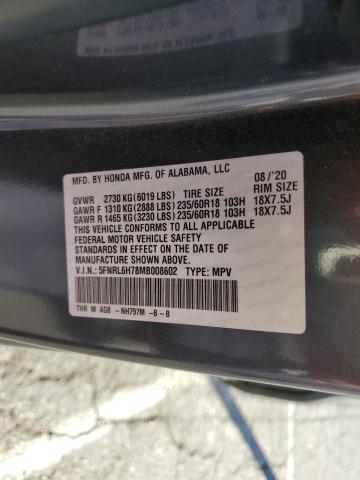 MFD. BY HONDA MFG. OF ALABAMA, LLC 08/'20
GVWR 2730 KG(6019 LBS) TIRE SIZE RIM SIZE
GAWR F 1310 KG(2888 LBS) 235/60R18 103H 18X7.5J
GAWR R 1465 KG(3230 LBS) 235/60R18 103H 18X7.5J
THIS VEHICLE CONFORMS TO ALL APPLICABLE
FEDERAL MOTOR VEHICLE SAFETY
STANDARDS IN EFFECT ON THE DATE OF
MANUFACTURE SHOWN ABOVE.
V.I.N.: 5FNRL6H78MB008602 TYPE: MPV
THR M AG8 -NH797M -B-B